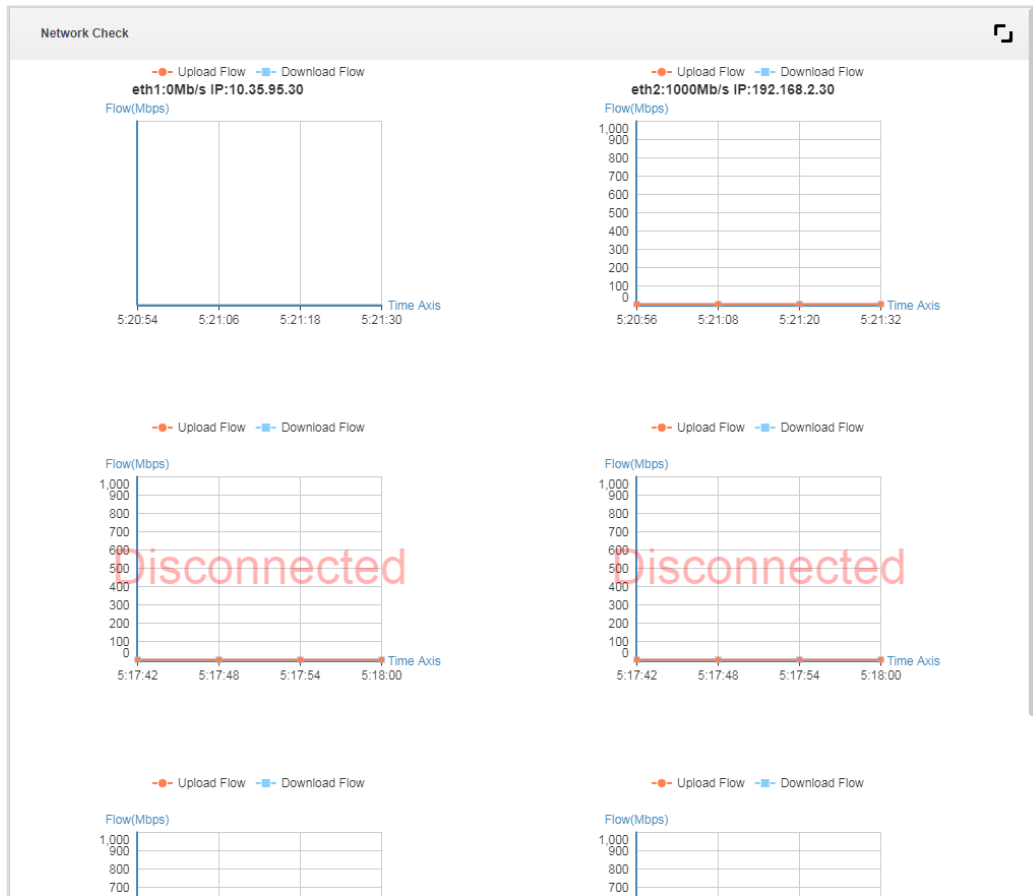 Network Check
Upload Flow Download Flow
eth1:0Mb/s IP:10.35.95.30
Flow(Mbps)
Time Axis
5:20:54 5:21:06 5:21:18 5:21:30
Upload Flow Download Flow
eth2:1000Mb/s IP:192.168.2.30
Flow(Mbps)
1,000
900
800
700
600
500
400
300
200
100
0
Time Axis
5:20:56 5:21:08 5:21:20 5:21:32
Upload Flow Download Flow
Flow(Mbps)
1,000
900
800
700
600
Disconnected
500
400
300
200
100
0
Time Axis
5:17:42 5:17:48 5:17:54 5:18:00
Upload Flow Download Flow
Flow(Mbps)
1,000
900
800
700
600
Disconnected
500
400
300
200
100
0
Time Axis
5:17:42 5:17:48 5:17:54 5:18:00
Upload Flow Download Flow
Flow(Mbps)
1,000
900
800
700
Upload Flow Download Flow
Flow(Mbps)
1,000
900
800
700